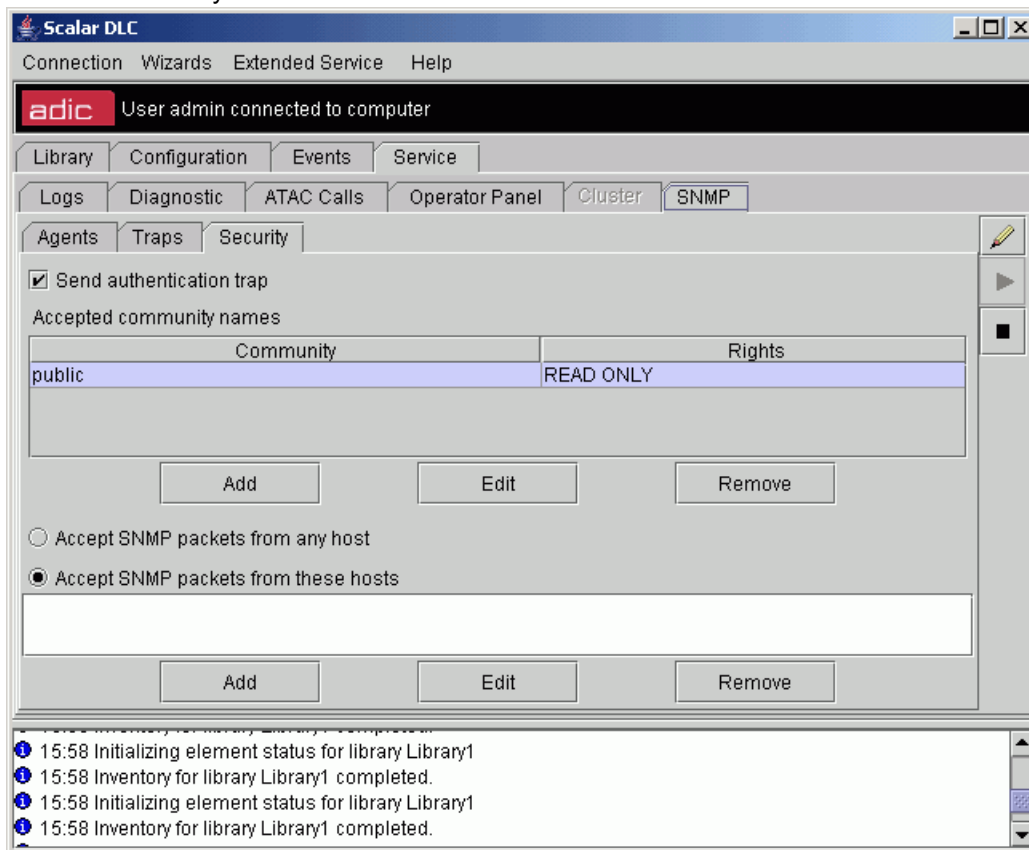 Scalar DLC
Connection Wizards Extended Service Help
adic User admin connected to computer
Library Configuration Events Service
Logs Diagnostic ATAC Calls Operator Panel Cluster SNMP
Agents Traps Security
Send authentication trap
Accepted community names
Community Rights
public READ ONLY
Add Edit Remove
Accept SNMP packets from any host
Accept SNMP packets from these hosts
Add Edit Remove
15:58 Initializing element status for library Library1
15:58 Inventory for library Library1 completed.
15:58 Initializing element status for library Library1
15:58 Inventory for library Library1 completed.